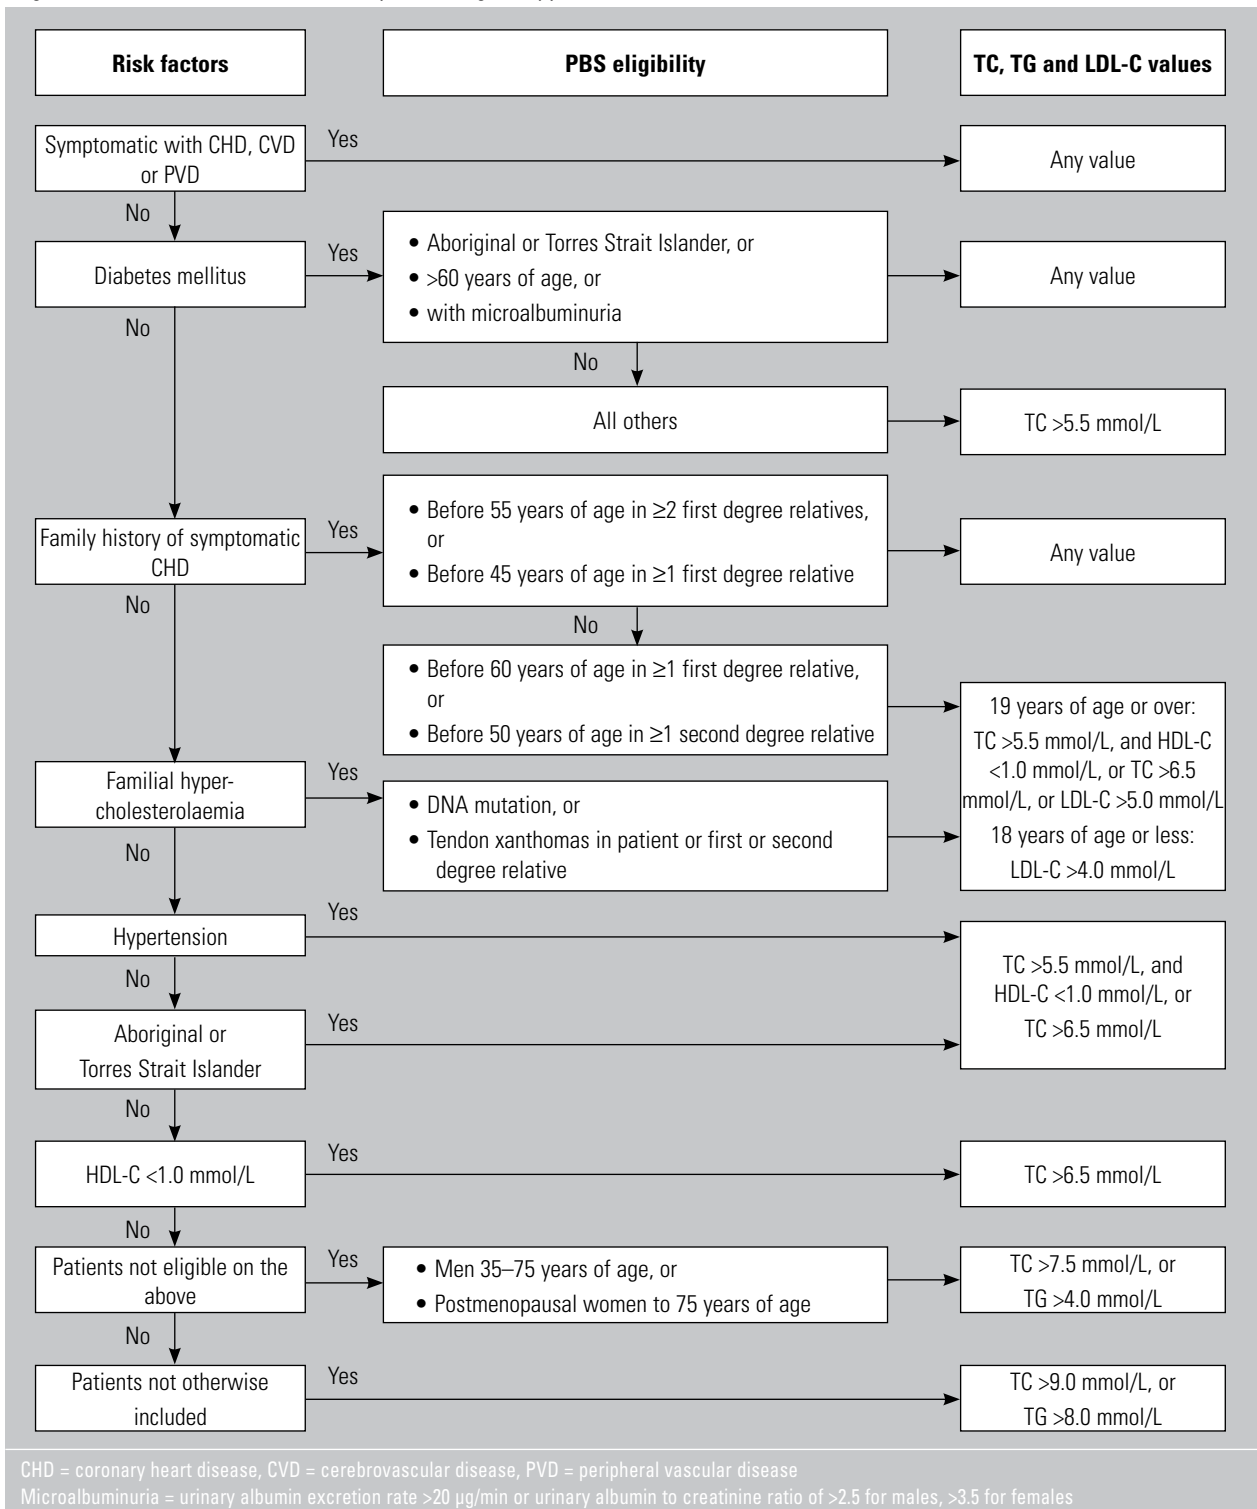 Risk factors
PBS eligibility
TC, TG and LDL-C values
Symptomatic with CHD, CVD
or PVD
Yes
Any value
No
Diabetes mellitus
Yes
• Aboriginal or Torres Strait Islander, or
• >60 years of age, or
• with microalbuminuria
Any value
No
No
All others
TC >5.5 mmol/L
Family history of symptomatic
CHD
Yes
• Before 55 years of age in ≥2 first degree relatives,
or
• Before 45 years of age in ≥1 first degree relative
Any value
No
No
• Before 60 years of age in ≥1 first degree relative,
or
• Before 50 years of age in ≥1 second degree relative
19 years of age or over:
TC >5.5 mmol/L, and HDL-C
<1.0 mmol/L, or TC >6.5
mmol/L, or LDL-C >5.0 mmol/L
18 years of age or less:
LDL-C >4.0 mmol/L
Familial hyper-
cholesterolaemia
Yes
• DNA mutation, or
• Tendon xanthomas in patient or first or second
degree relative
No
Hypertension
Yes
TC >5.5 mmol/L, and
HDL-C <1.0 mmol/L, or
TC >6.5 mmol/L
No
Aboriginal or
Torres Strait Islander
Yes
No
HDL-C <1.0 mmol/L
Yes
TC >6.5 mmol/L
No
Patients not eligible on the
above
Yes
• Men 35–75 years of age, or
• Postmenopausal women to 75 years of age
TC >7.5 mmol/L, or
TG >4.0 mmol/L
No
Patients not otherwise
included
Yes
TC >9.0 mmol/L, or
TG >8.0 mmol/L
CHD = coronary heart disease, CVD = cerebrovascular disease, PVD = peripheral vascular disease
Microalbuminuria = urinary albumin excretion rate >20 µg/min or urinary albumin to creatinine ratio of >2.5 for males, >3.5 for females